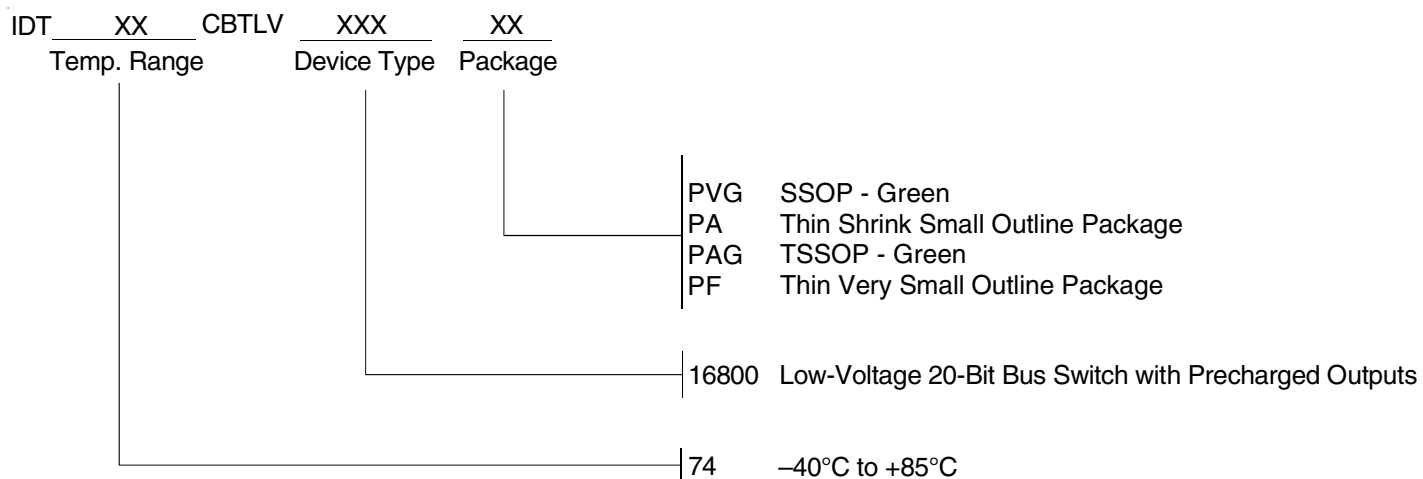 IDT XX CBTLV XXX XX
Temp. Range Device Type Package
PVG SSOP - Green
PA Thin Shrink Small Outline Package
PAG TSSOP - Green
PF Thin Very Small Outline Package
16800 Low-Voltage 20-Bit Bus Switch with Precharged Outputs
74 –40°C to +85°C